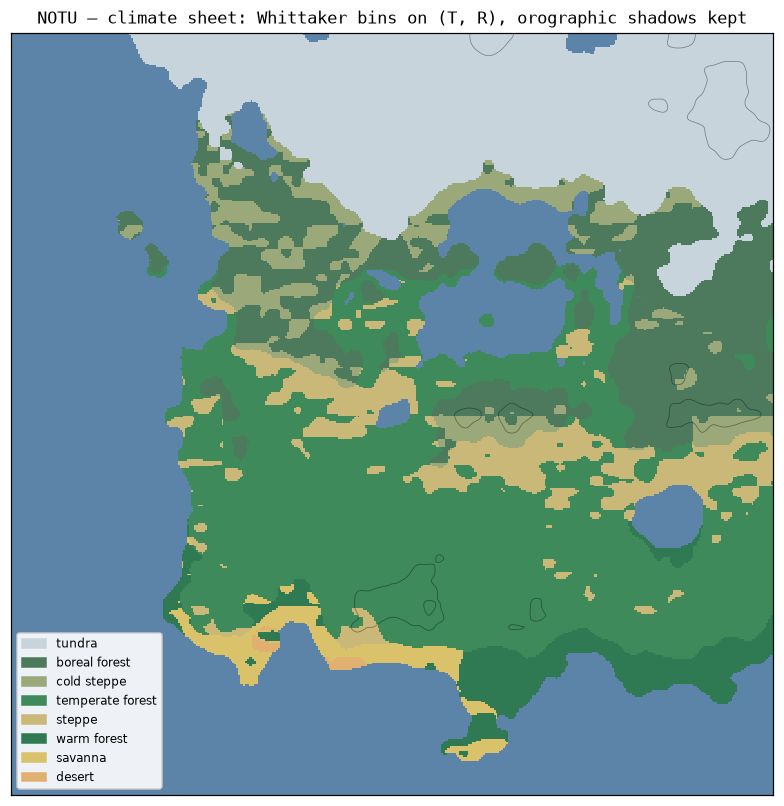 NOTU — climate sheet: Whittaker bins on (T, R), orographic shadows kept
tundra
boreal forest
cold steppe
temperate forest
steppe
warm forest
savanna
desert